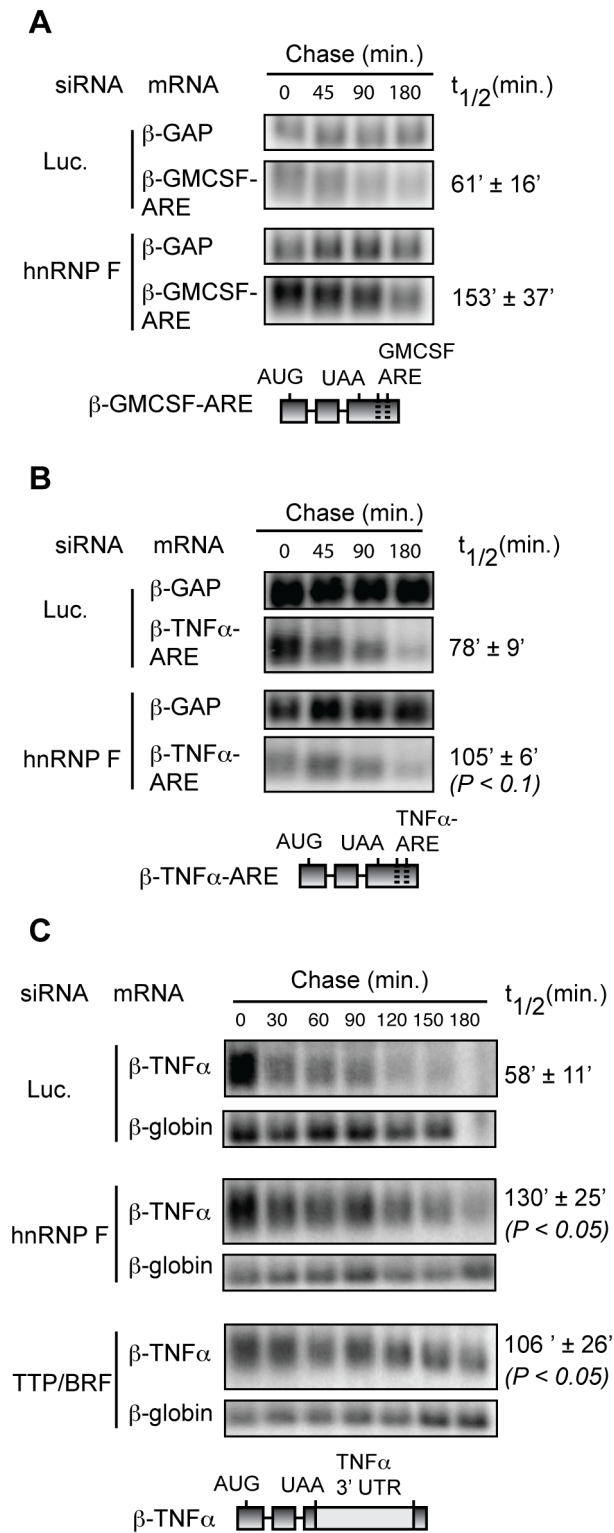 A
Chase (min.)
siRNA mRNA 0 45 90 180 t1/2(min.)
Luc.
β-GAP
β-GMCSF-
ARE
61’ ± 16’
hnRNP F
β-GAP
β-GMCSF-
ARE
153’ ± 37’
GMCSF
AUG UAA ARE
β-GMCSF-ARE
B
Chase (min.)
siRNA mRNA 0 45 90 180 t1/2(min.)
Luc.
β-GAP
β-TNFα-
ARE
78’ ± 9’
hnRNP F
β-GAP
β-TNFα-
ARE
105’ ± 6’
(P < 0.1)
TNFα-
AUG UAA ARE
β-TNFα-ARE
C
Chase (min.)
siRNA mRNA t1/2(min.)
0 30 60 90 120 150 180
Luc.
β-TNFα
58’ ± 11’
β-globin
hnRNP F
β-TNFα
130’ ± 25’
(P < 0.05)
β-globin
TTP/BRF
β-TNFα
106 ’ ± 26’
(P < 0.05)
β-globin
TNFα
AUG UAA 3’ UTR
β-TNFα